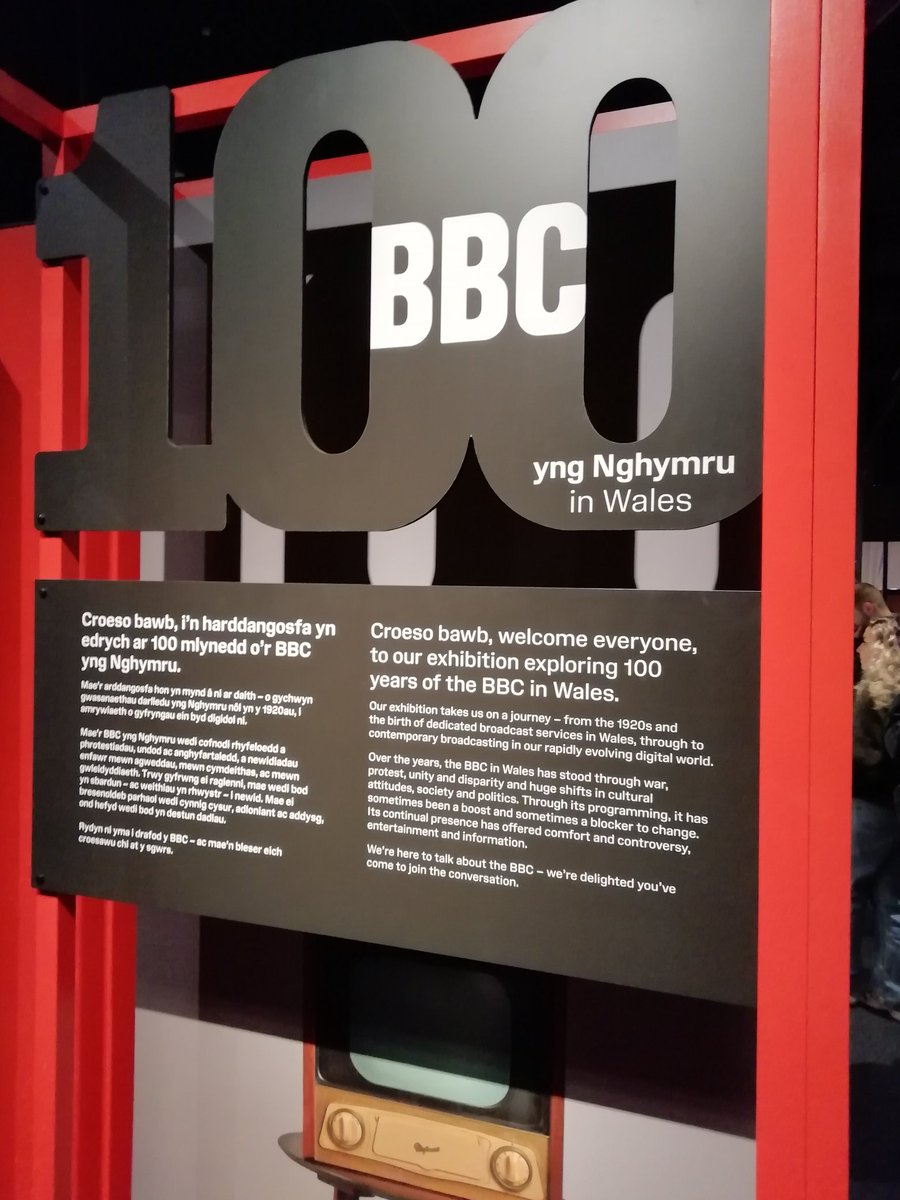 100
BBC
yng Nghymru
in Wales
Croeso bawb, i'n harddangosfa yn
edrych ar 100 mlynedd o'r BBC
yng Nghymru.
Mae'r arddangosfa hon yn mynd â ni ar daith – o gychwyn
gwasanaethau darlledu yng Nghymru nôl yn y 1920au, i
amrywiaeth o gyfryngau ein byd digidol ni.
Mae'r BBC yng Nghymru wedi cofnodi rhyfeloedd a
phrotestiadau, undod ac anghyfartaledd, a newidiadau
enfawr mewn agweddau, mewn cymdeithas, ac mewn
gwleidyddiaeth. Trwy gyfrwng ei raglenni, mae wedi bod
yn sbardun – ac weithiau yn rhwystr – i newid. Mae ei
bresenoldeb parhaol wedi cynnig cysur, adloniant ac addysg,
ond hefyd wedi bod yn destun dadlau.
Rydyn ni yma i drafod y BBC – ac mae'n bleser eich
croesawu chi at y sgwrs.
Croeso bawb, welcome everyone,
to our exhibition exploring 100
years of the BBC in Wales.
Our exhibition takes us on a journey – from the 1920s and
the birth of dedicated broadcast services in Wales, through to
contemporary broadcasting in our rapidly evolving digital world.
Over the years, the BBC in Wales has stood through war,
protest, unity and disparity and huge shifts in cultural
attitudes, society and politics. Through its programming, it has
sometimes been a boost and sometimes a blocker to change.
Its continual presence has offered comfort and controversy,
entertainment and information.
We're here to talk about the BBC – we're delighted you've
come to join the conversation.